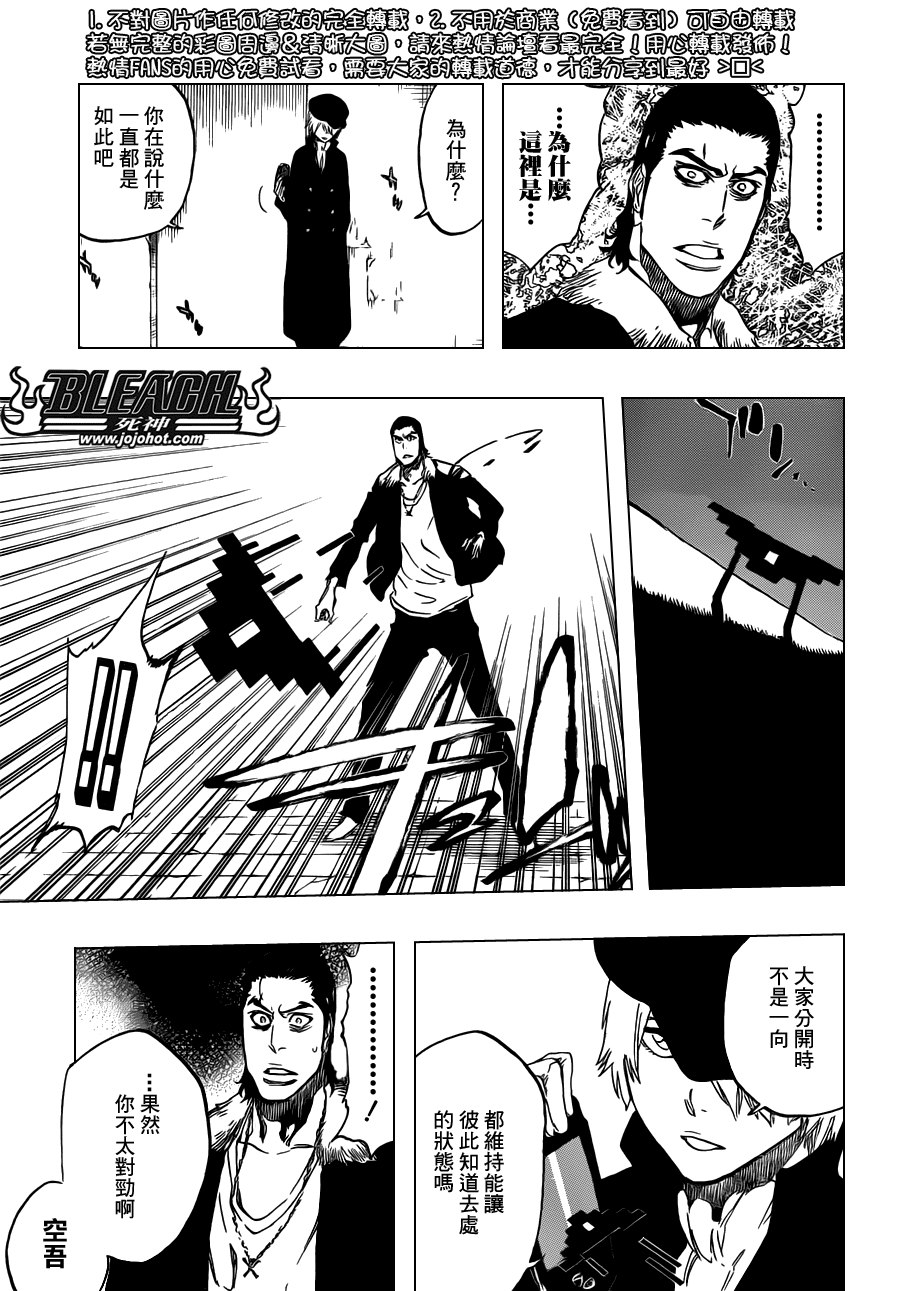 1. 不對圖片作任何修改的完全轉載，2. 不用於商業（免費看到）可自由轉載
若無完整的彩圖周漫&清晰大圖，請來熱情論壇看最完全！用心轉載發佈！
熱情FANS的用心免費試看，需要大家的轉載道德，才能分享到最好 >口<
………
…為什麼
這裡是…
為什麼？
你在說什麼
一直都是
如此吧
BLEACH
死神
www.jojohot.com
大家分開時
不是一向
都維持能讓
彼此知道去處
的狀態嗎
……！
…果然
你不太對勁啊
空吾